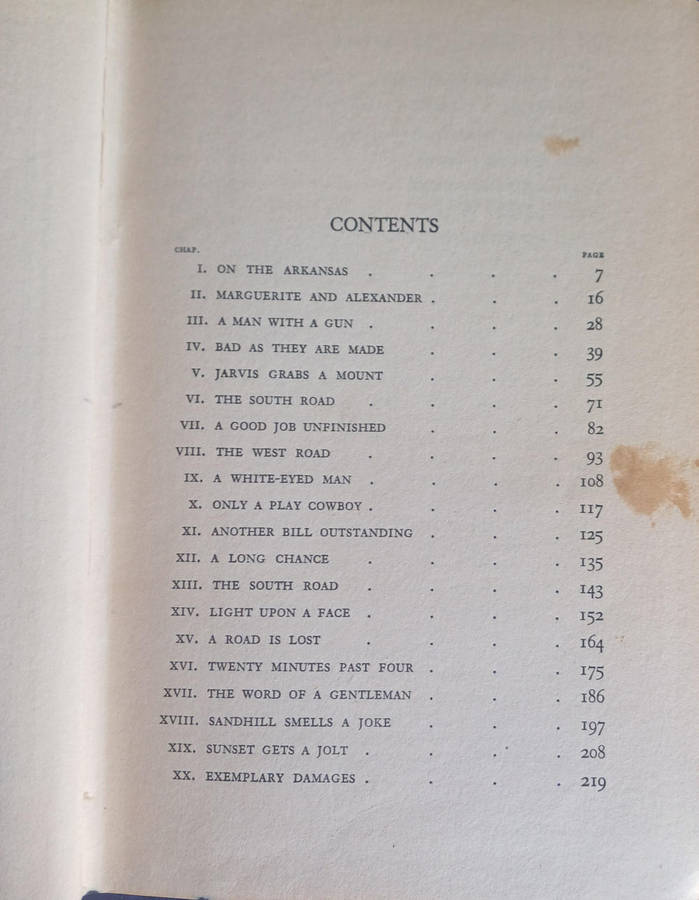 CONTENTS
CHAP. PAGE
I. ON THE ARKANSAS . . . . 7
II. MARGUERITE AND ALEXANDER . . . 16
III. A MAN WITH A GUN . . . . 28
IV. BAD AS THEY ARE MADE . . . 39
V. JARVIS GRABS A MOUNT . . . 55
VI. THE SOUTH ROAD . . . . 71
VII. A GOOD JOB UNFINISHED . . . 82
VIII. THE WEST ROAD . . . . 93
IX. A WHITE-EYED MAN . . . . 108
X. ONLY A PLAY COWBOY . . . . 117
XI. ANOTHER BILL OUTSTANDING . . . 125
XII. A LONG CHANCE . . . . 135
XIII. THE SOUTH ROAD . . . . 143
XIV. LIGHT UPON A FACE . . . . 152
XV. A ROAD IS LOST . . . . 164
XVI. TWENTY MINUTES PAST FOUR . . . 175
XVII. THE WORD OF A GENTLEMAN . . . 186
XVIII. SANDHILL SMELLS A JOKE . . . 197
XIX. SUNSET GETS A JOLT . . . . 208
XX. EXEMPLARY DAMAGES . . . . 219